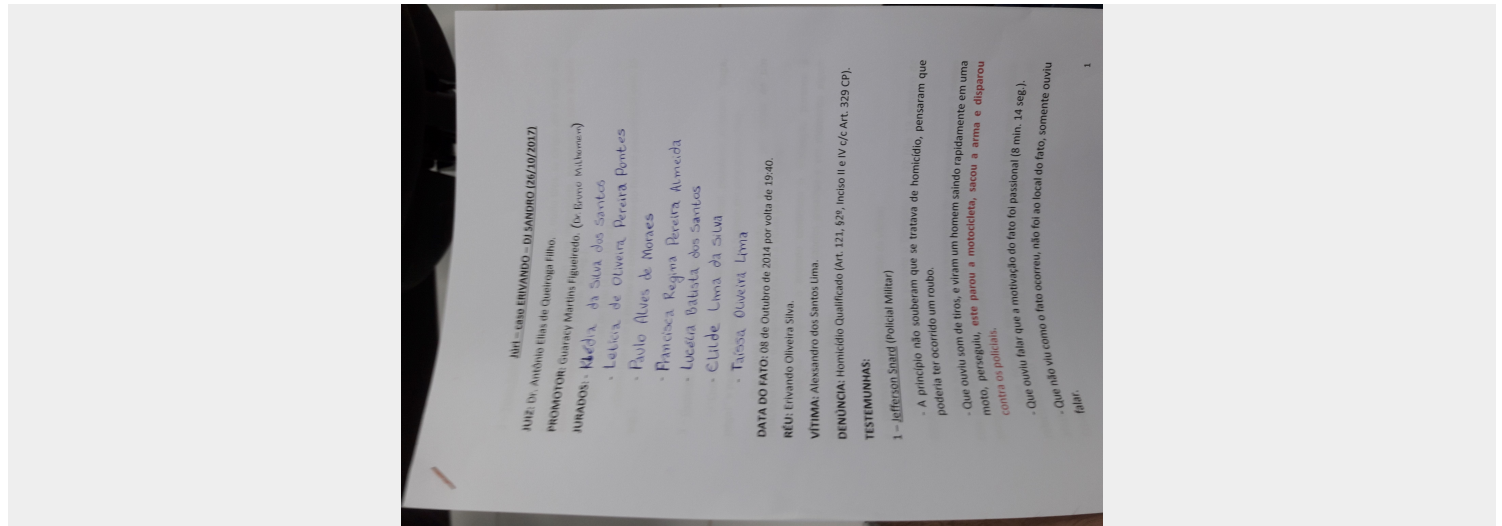 Júri – caso ERIVANDO – DJ SANDRO (26/10/2017)
JUIZ: Dr. Antônio Elias de Queiroga Filho.
PROMOTOR: Guaracy Martins Figueiredo. (Dr. Bruno Milhomem)
JURADOS: - da Silva dos Santos
- Leticia de Oliveira Pereira Pontes
- Paulo Alves de Moraes
- Francisca Regina Pereira Almeida
- Lucélia Batista dos Santos
- Clilde Lima da Silva
- Taissa Oliveira Lima
DATA DO FATO: 08 de Outubro de 2014 por volta de 19:40.
RÉU: Erivando Oliveira Silva.
VÍTIMA: Alexsandro dos Santos Lima.
DENÚNCIA: Homicídio Qualificado (Art. 121, §2º, Inciso II e IV c/c Art. 329 CP).
TESTEMUNHAS:
1 – Jefferson Snard (Policial Militar)
- A princípio não souberam que se tratava de homicídio, pensaram que
poderia ter ocorrido um roubo.
- Que ouviu som de tiros, e viram um homem saindo rapidamente em uma
moto, perseguiu, este parou a motocicleta, sacou a arma e disparou
contra os policiais.
- Que ouviu falar que a motivação do fato foi passional (8 min. 14 seg.).
- Que não viu como o fato ocorreu, não foi ao local do fato, somente ouviu
falar.
1